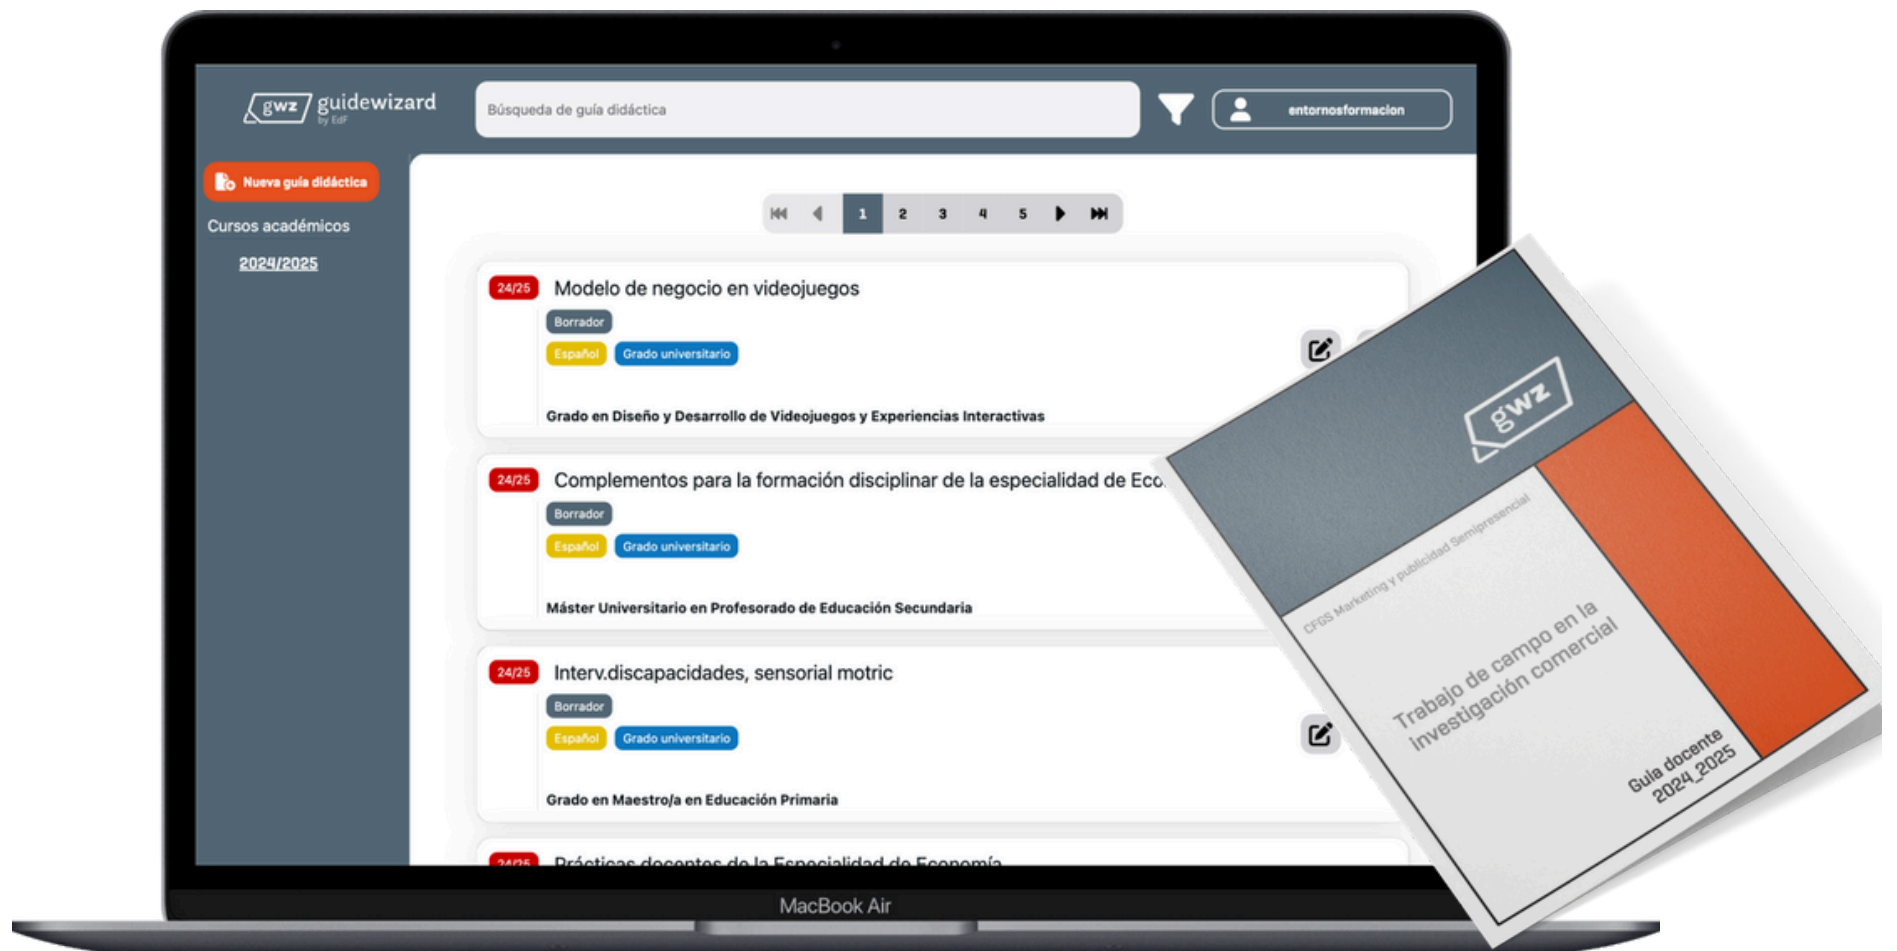 gwz guidewizard
by EdF
Búsqueda de guía didáctica
entornosformacion
Nueva guía didáctica
Cursos académicos
2024/2025
1 2 3 4 5
24/25 Modelo de negocio en videojuegos
Borrador
Español Grado universitario
Grado en Diseño y Desarrollo de Videojuegos y Experiencias Interactivas
24/25 Complementos para la formación disciplinar de la especialidad de Eco
Borrador
Español Grado universitario
Máster Universitario en Profesorado de Educación Secundaria
24/25 Interv.discapacidades, sensorial motric
Borrador
Español Grado universitario
Grado en Maestro/a en Educación Primaria
24/25 Prácticas docentes de la Especialidad de Economía
MacBook Air
gwz
CFGS Marketing y publicidad Semipresencial
Trabajo de campo en la
investigación comercial
Guia docente
2024_2025